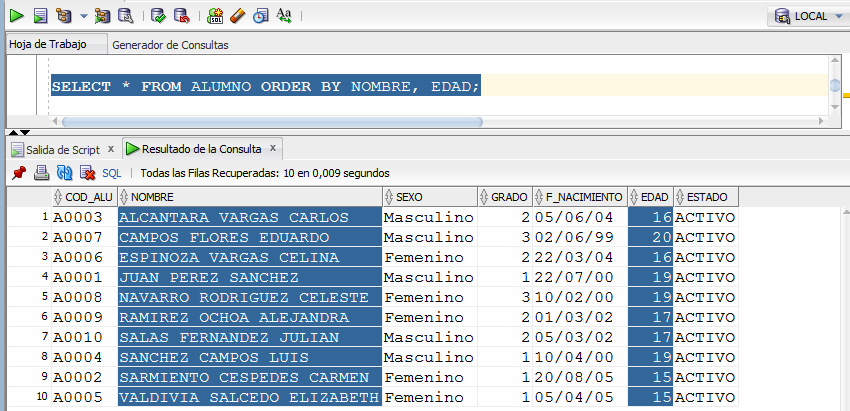 SQL
Aa
LOCAL
Hoja de Trabajo Generador de Consultas
SELECT * FROM ALUMNO ORDER BY NOMBRE, EDAD;
Salida de Script x Resultado de la Consulta x
SQL Todas las Filas Recuperadas: 10 en 0,009 segundos
COD_ALU NOMBRE SEXO GRADO F_NACIMIENTO EDAD ESTADO
1 A0003 ALCANTARA VARGAS CARLOS Masculino 2 05/06/04 16 ACTIVO
2 A0007 CAMPOS FLORES EDUARDO Masculino 3 02/06/99 20 ACTIVO
3 A0006 ESPINOZA VARGAS CELINA Femenino 2 22/03/04 16 ACTIVO
4 A0001 JUAN PEREZ SANCHEZ Masculino 1 22/07/00 19 ACTIVO
5 A0008 NAVARRO RODRIGUEZ CELESTE Femenino 3 10/02/00 19 ACTIVO
6 A0009 RAMIREZ OCHOA ALEJANDRA Femenino 2 01/03/02 17 ACTIVO
7 A0010 SALAS FERNANDEZ JULIAN Masculino 2 05/03/02 17 ACTIVO
8 A0004 SANCHEZ CAMPOS LUIS Masculino 1 10/04/00 19 ACTIVO
9 A0002 SARMIENTO CESPEDES CARMEN Femenino 1 20/08/05 15 ACTIVO
10 A0005 VALDIVIA SALCEDO ELIZABETH Femenino 1 05/04/05 15 ACTIVO